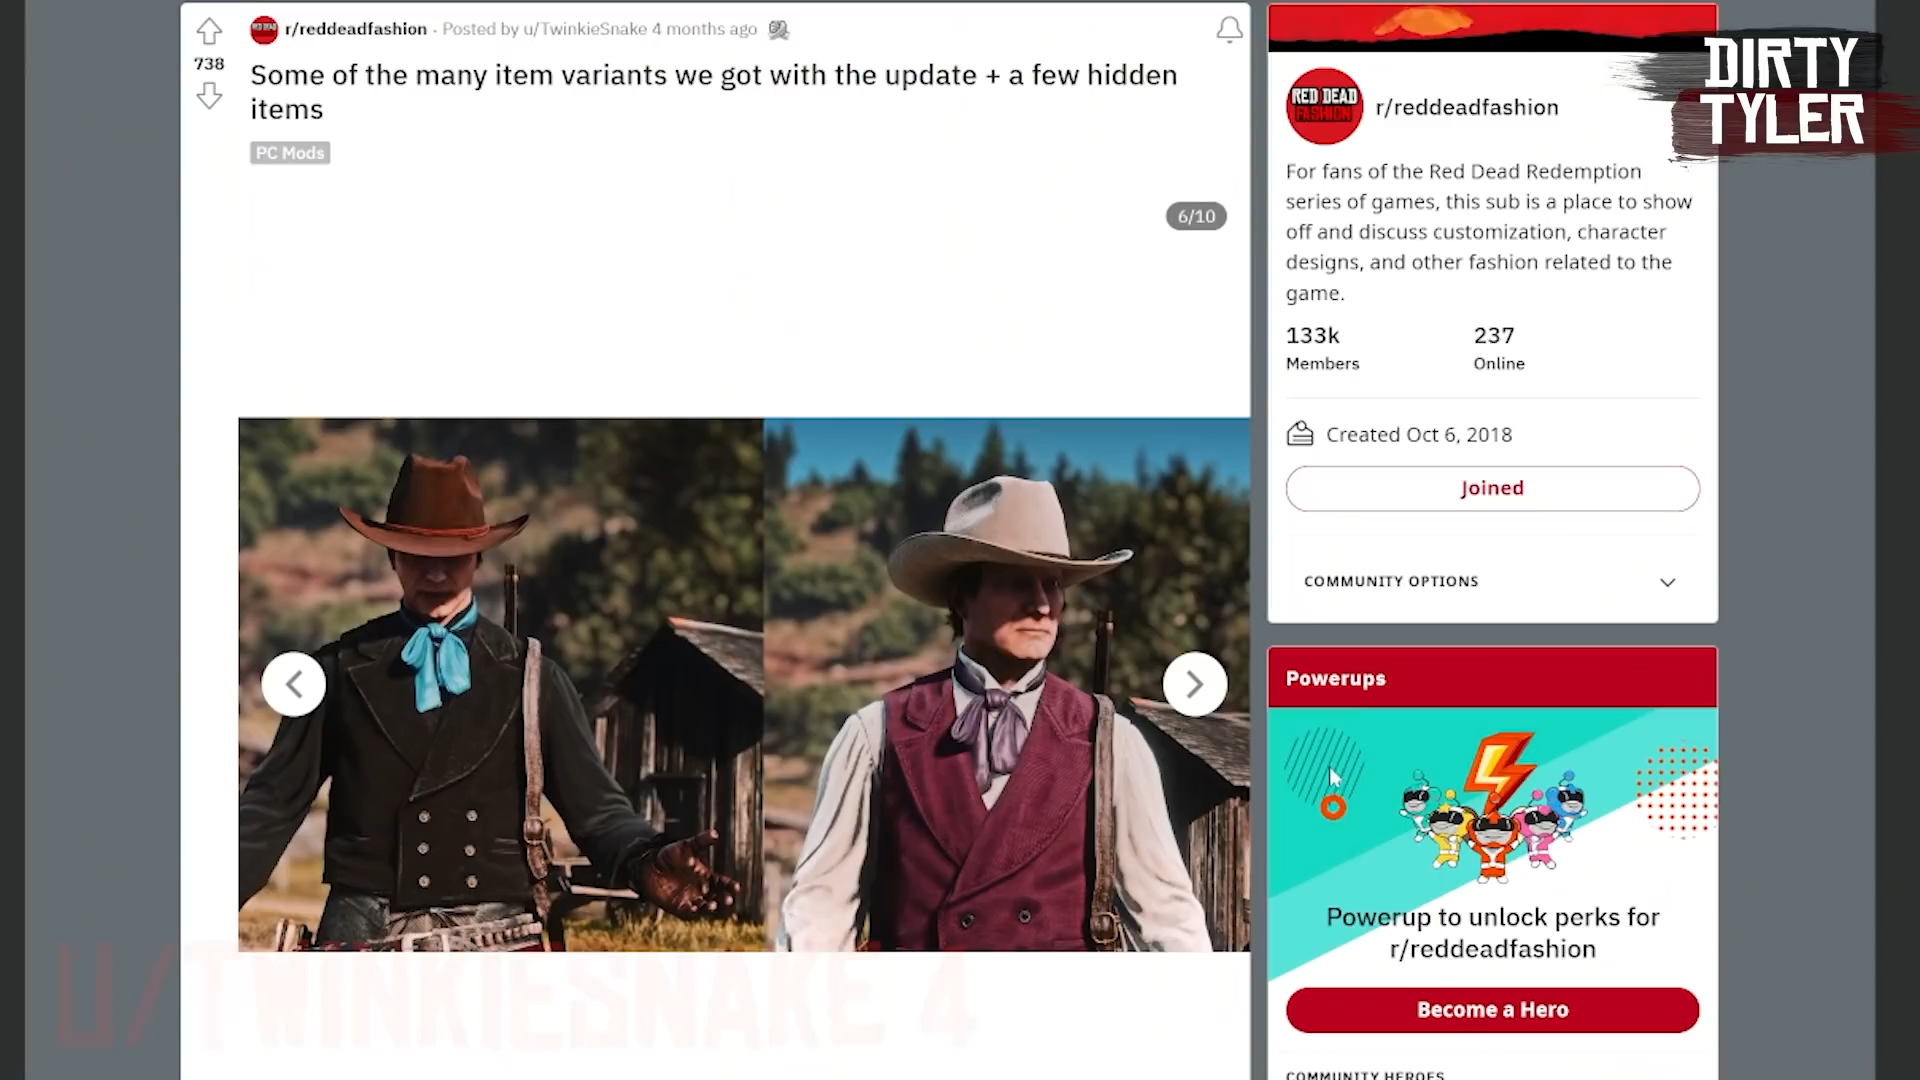 r/reddeadfashion · Posted by u/TwinkieSnake 4 months ago
738
Some of the many item variants we got with the update + a few hidden
items
PC Mods
6/10
DIRTY
TYLER
RED DEAD
FASHION
r/reddeadfashion
For fans of the Red Dead Redemption
series of games, this sub is a place to show
off and discuss customization, character
designs, and other fashion related to the
game.
133k
237
Members
Online
Created Oct 6, 2018
Joined
COMMUNITY OPTIONS
Powerups
Powerup to unlock perks for
r/reddeadfashion
Become a Hero
COMMUNITY HEROES
U/TWINKIESNAKE 4